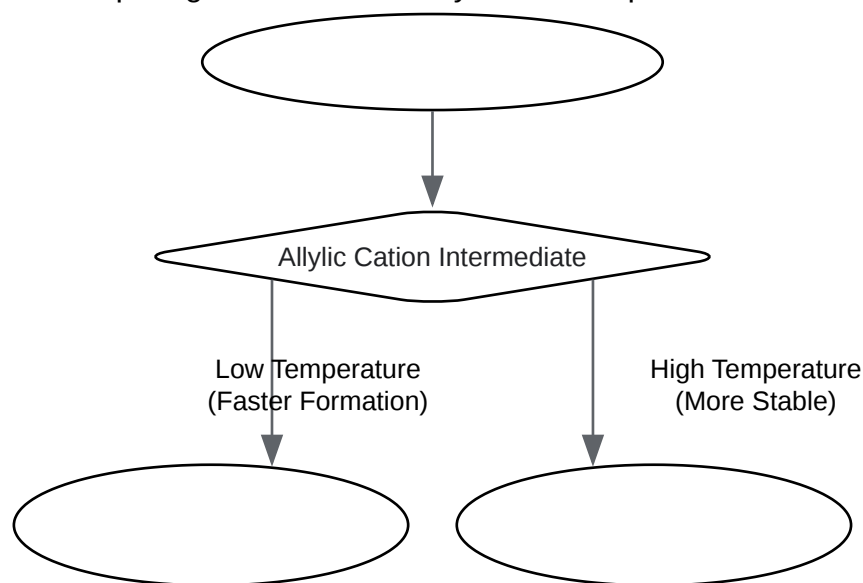 Allylic Cation Intermediate
Low Temperature
(Faster Formation)
High Temperature
(More Stable)